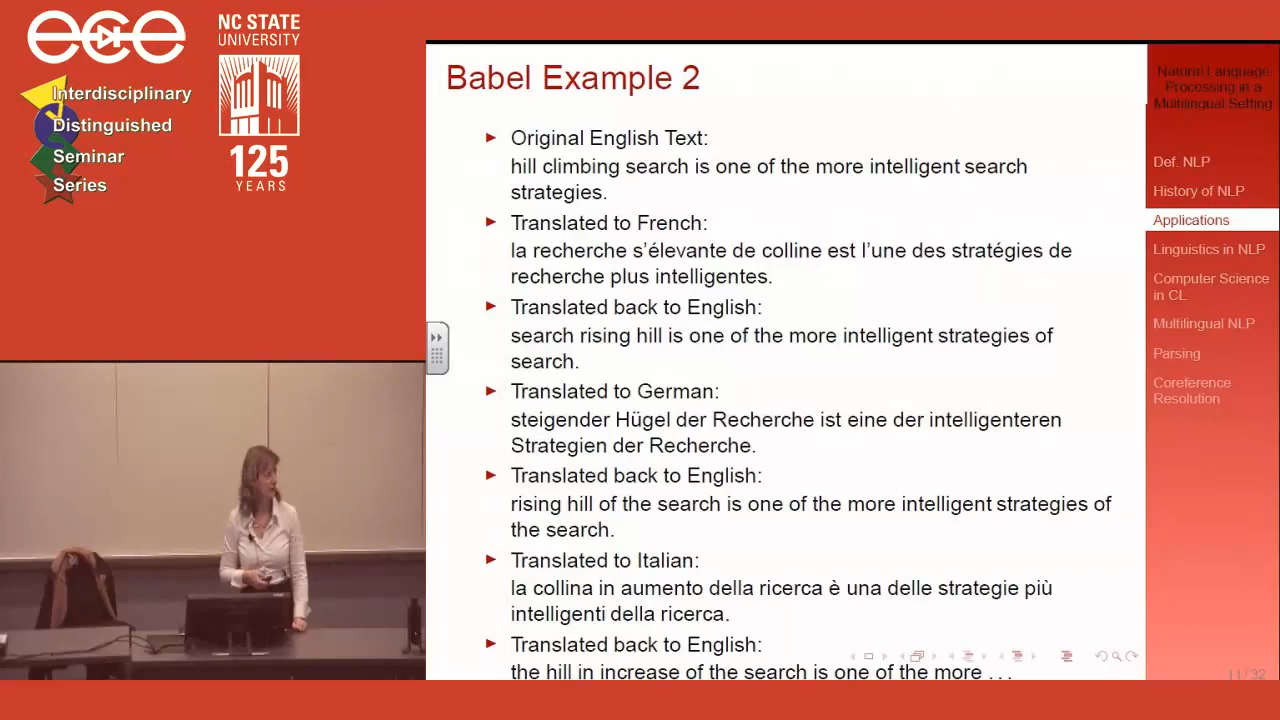 ece
NC STATE
UNIVERSITY
Interdisciplinary
Distinguished
Seminar
Series
125
YEARS
Babel Example 2
Original English Text:
hill climbing search is one of the more intelligent search
strategies.
Translated to French:
la recherche s’élevante de colline est l’une des stratégies de
recherche plus intelligentes.
Translated back to English:
search rising hill is one of the more intelligent strategies of
search.
Translated to German:
steigender Hügel der Recherche ist eine der intelligenteren
Strategien der Recherche.
Translated back to English:
rising hill of the search is one of the more intelligent strategies of
the search.
Translated to Italian:
la collina in aumento della ricerca è una delle strategie più
intelligenti della ricerca.
Translated back to English:
the hill in increase of the search is one of the more . . .
Natural Language
Processing in a
Multilingual Setting
Def. NLP
History of NLP
Applications
Linguistics in NLP
Computer Science
in CL
Multilingual NLP
Parsing
Coreference
Resolution
11/32